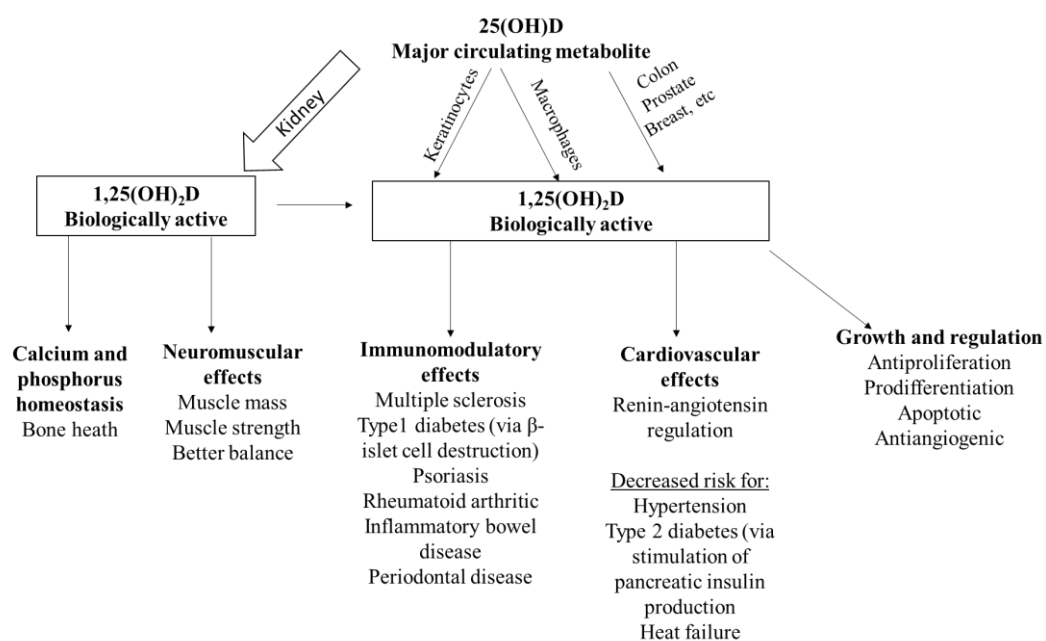 25(OH)D
Major circulating metabolite
Kidney
Keratinocytes
Macrophages
Colon
Prostate
Breast, etc
1,25(OH)₂D
Biologically active
1,25(OH)₂D
Biologically active
Calcium and
phosphorus
homeostasis
Bone heath
Neuromuscular
effects
Muscle mass
Muscle strength
Better balance
Immunomodulatory
effects
Multiple sclerosis
Type1 diabetes (via β-
islet cell destruction)
Psoriasis
Rheumatoid arthritic
Inflammatory bowel
disease
Periodontal disease
Cardiovascular
effects
Renin-angiotensin
regulation
Decreased risk for:
Hypertension
Type 2 diabetes (via
stimulation of
pancreatic insulin
production
Heat failure
Growth and regulation
Antiproliferation
Prodifferentiation
Apoptotic
Antiangiogenic